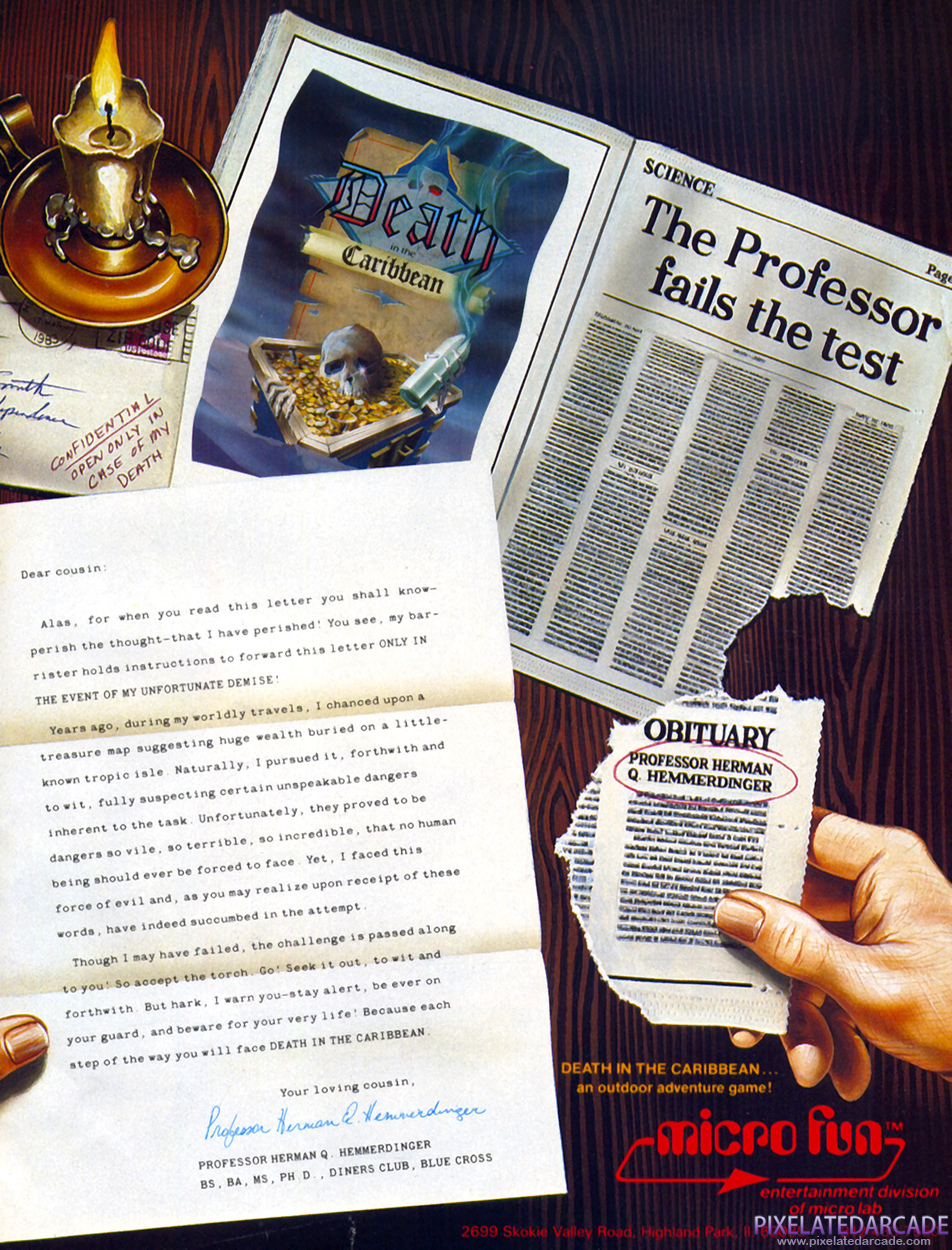 Death
in the
Caribbean
SCIENCE
Page
The Professor
fails the test
1983
CONFIDENTIAL
OPEN ONLY IN
CASE OF MY
DEATH
Dear cousin:
Alas, for when you read this letter you shall know—
perish the thought—that I have perished! You see, my bar-
rister holds instructions to forward this letter ONLY IN
THE EVENT OF MY UNFORTUNATE DEMISE!
Years ago, during my worldly travels, I chanced upon a
treasure map suggesting huge wealth buried on a little-
known tropic isle. Naturally, I pursued it, forthwith and
to wit, fully suspecting certain unspeakable dangers
inherent to the task. Unfortunately, they proved to be
dangers so vile, so terrible, so incredible, that no human
being should ever be forced to face. Yet, I faced this
force of evil and, as you may realize upon receipt of these
words, have indeed succumbed in the attempt.
Though I may have failed, the challenge is passed along
to you! So accept the torch. Go! Seek it out, to wit and
forthwith. But hark, I warn you—stay alert, be ever on
your guard, and beware for your very life! Because each
step of the way you will face DEATH IN THE CARIBBEAN.
Your loving cousin,
Professor Herman Q. Hemmerdinger
PROFESSOR HERMAN Q. HEMMERDINGER
BS, BA, MS, PH.D., DINERS CLUB, BLUE CROSS
OBITUARY
PROFESSOR HERMAN
Q. HEMMERDINGER
DEATH IN THE CARIBBEAN...
an outdoor adventure game!
micro fun™
entertainment division
of micro lab
2699 Skokie Valley Road, Highland Park, Il.
PIXELATEDARCADE
www.pixelatedarcade.com